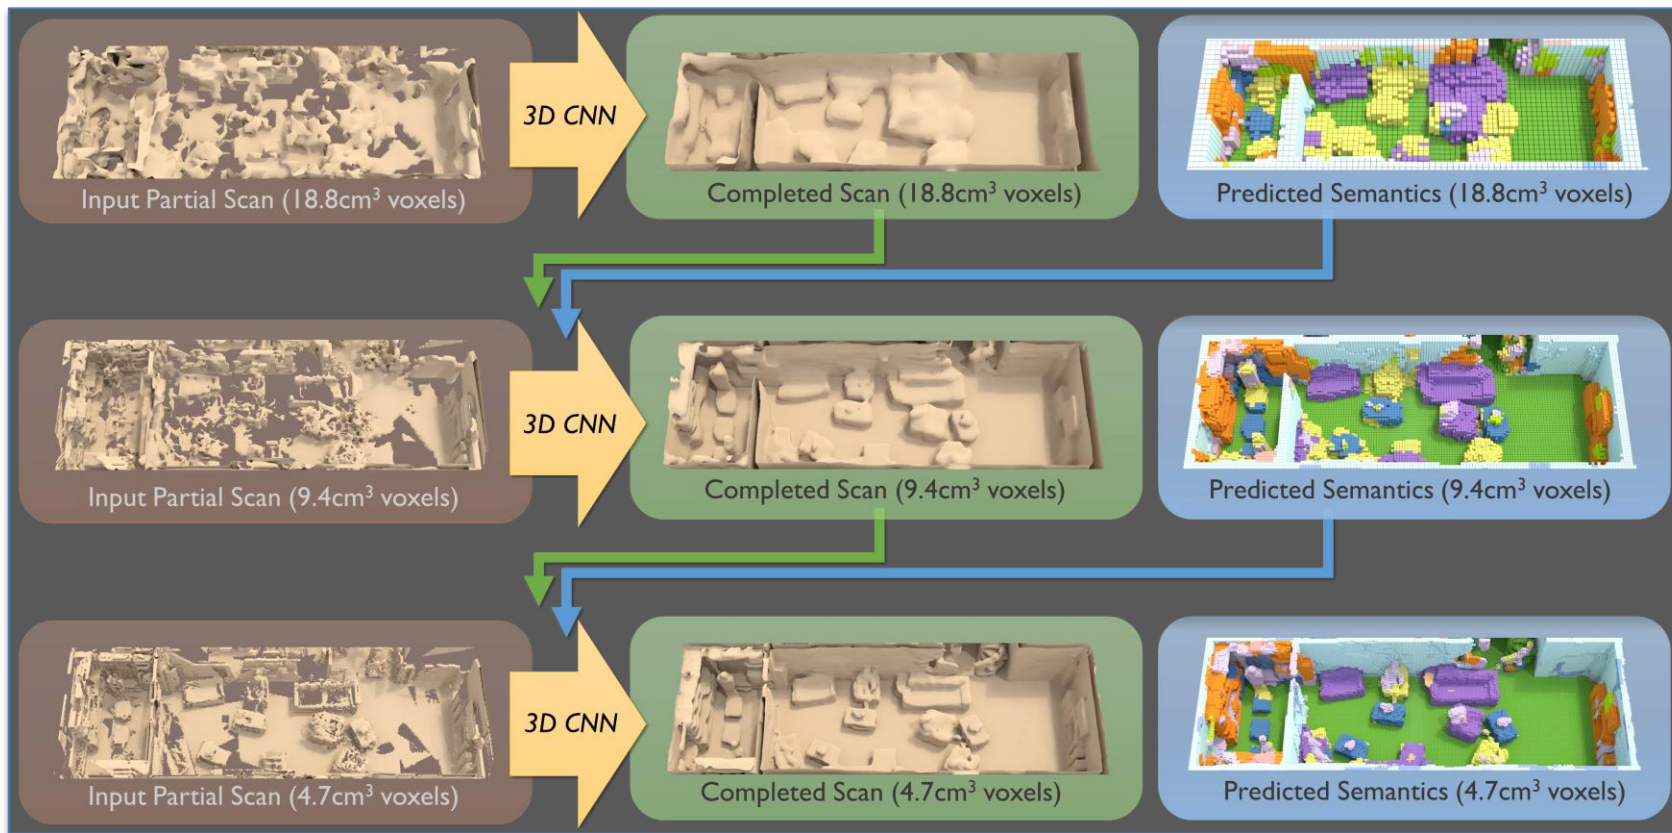 3D CNN
Input Partial Scan (18.8cm³ voxels)
Completed Scan (18.8cm³ voxels)
Predicted Semantics (18.8cm³ voxels)
3D CNN
Input Partial Scan (9.4cm³ voxels)
Completed Scan (9.4cm³ voxels)
Predicted Semantics (9.4cm³ voxels)
3D CNN
Input Partial Scan (4.7cm³ voxels)
Completed Scan (4.7cm³ voxels)
Predicted Semantics (4.7cm³ voxels)